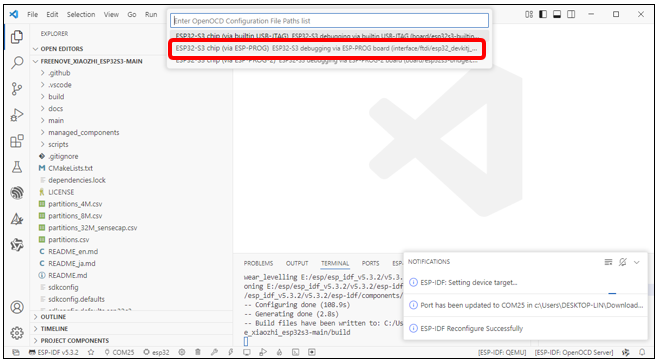 File Edit Selection View Go
Enter OpenOCD Configuration File Paths list
ESP32-S3 chip (via builtin USB-JTAG) ESP32-S3 debugging via builtin USB-JTAG (board/esp32s3-builtin...
ESP32-S3 chip (via ESP-PROG) ESP32-S3 debugging via ESP-PROG board (interface/ftdi/esp32_devkitj_...
ESP32-S3 chip (via ESP-PROG-2) ESP32-S3 debugging via ESP-PROG-2 board (board/esp32s3-bridge...
EXPLORER
OPEN EDITORS
FREENOVE_XIAOZHI_ESP32S3-MAIN
.github
.vscode
build
docs
main
managed_components
scripts
.gitignore
CMakeLists.txt
dependencies.lock
LICENSE
partitions_4M.csv
partitions_8M.csv
partitions_32M_sensecap.csv
partitions.csv
README_en.md
README_ja.md
README.md
sdkconfig
sdkconfig.defaults
sdkconfig.defaults.esp32c3
OUTLINE
TIMELINE
PROJECT COMPONENTS
PROBLEMS OUTPUT TERMINAL PORTS ESP-
wear_levelling E:/esp/esp_idf_v5.3.2/v5.3.
oning E:/esp/esp_idf_v5.3.2/v5.3.2/esp-idf
/esp_idf_v5.3.2/v5.3.2/esp-idf/components/
-- Configuring done (108.9s)
-- Generating done (2.8s)
-- Build files have been written to: C:/Us
e_xiaozhi_esp32s3-main/build
NOTIFICATIONS
ESP-IDF: Setting device target...
Port has been updated to COM25 in c:\Users\DESKTOP-LIN\Download...
ESP-IDF Reconfigure Successfully
ESP-IDF v5.3.2 COM25 esp32 [ESP-IDF: QEMU] [ESP-IDF: OpenOCD Server]